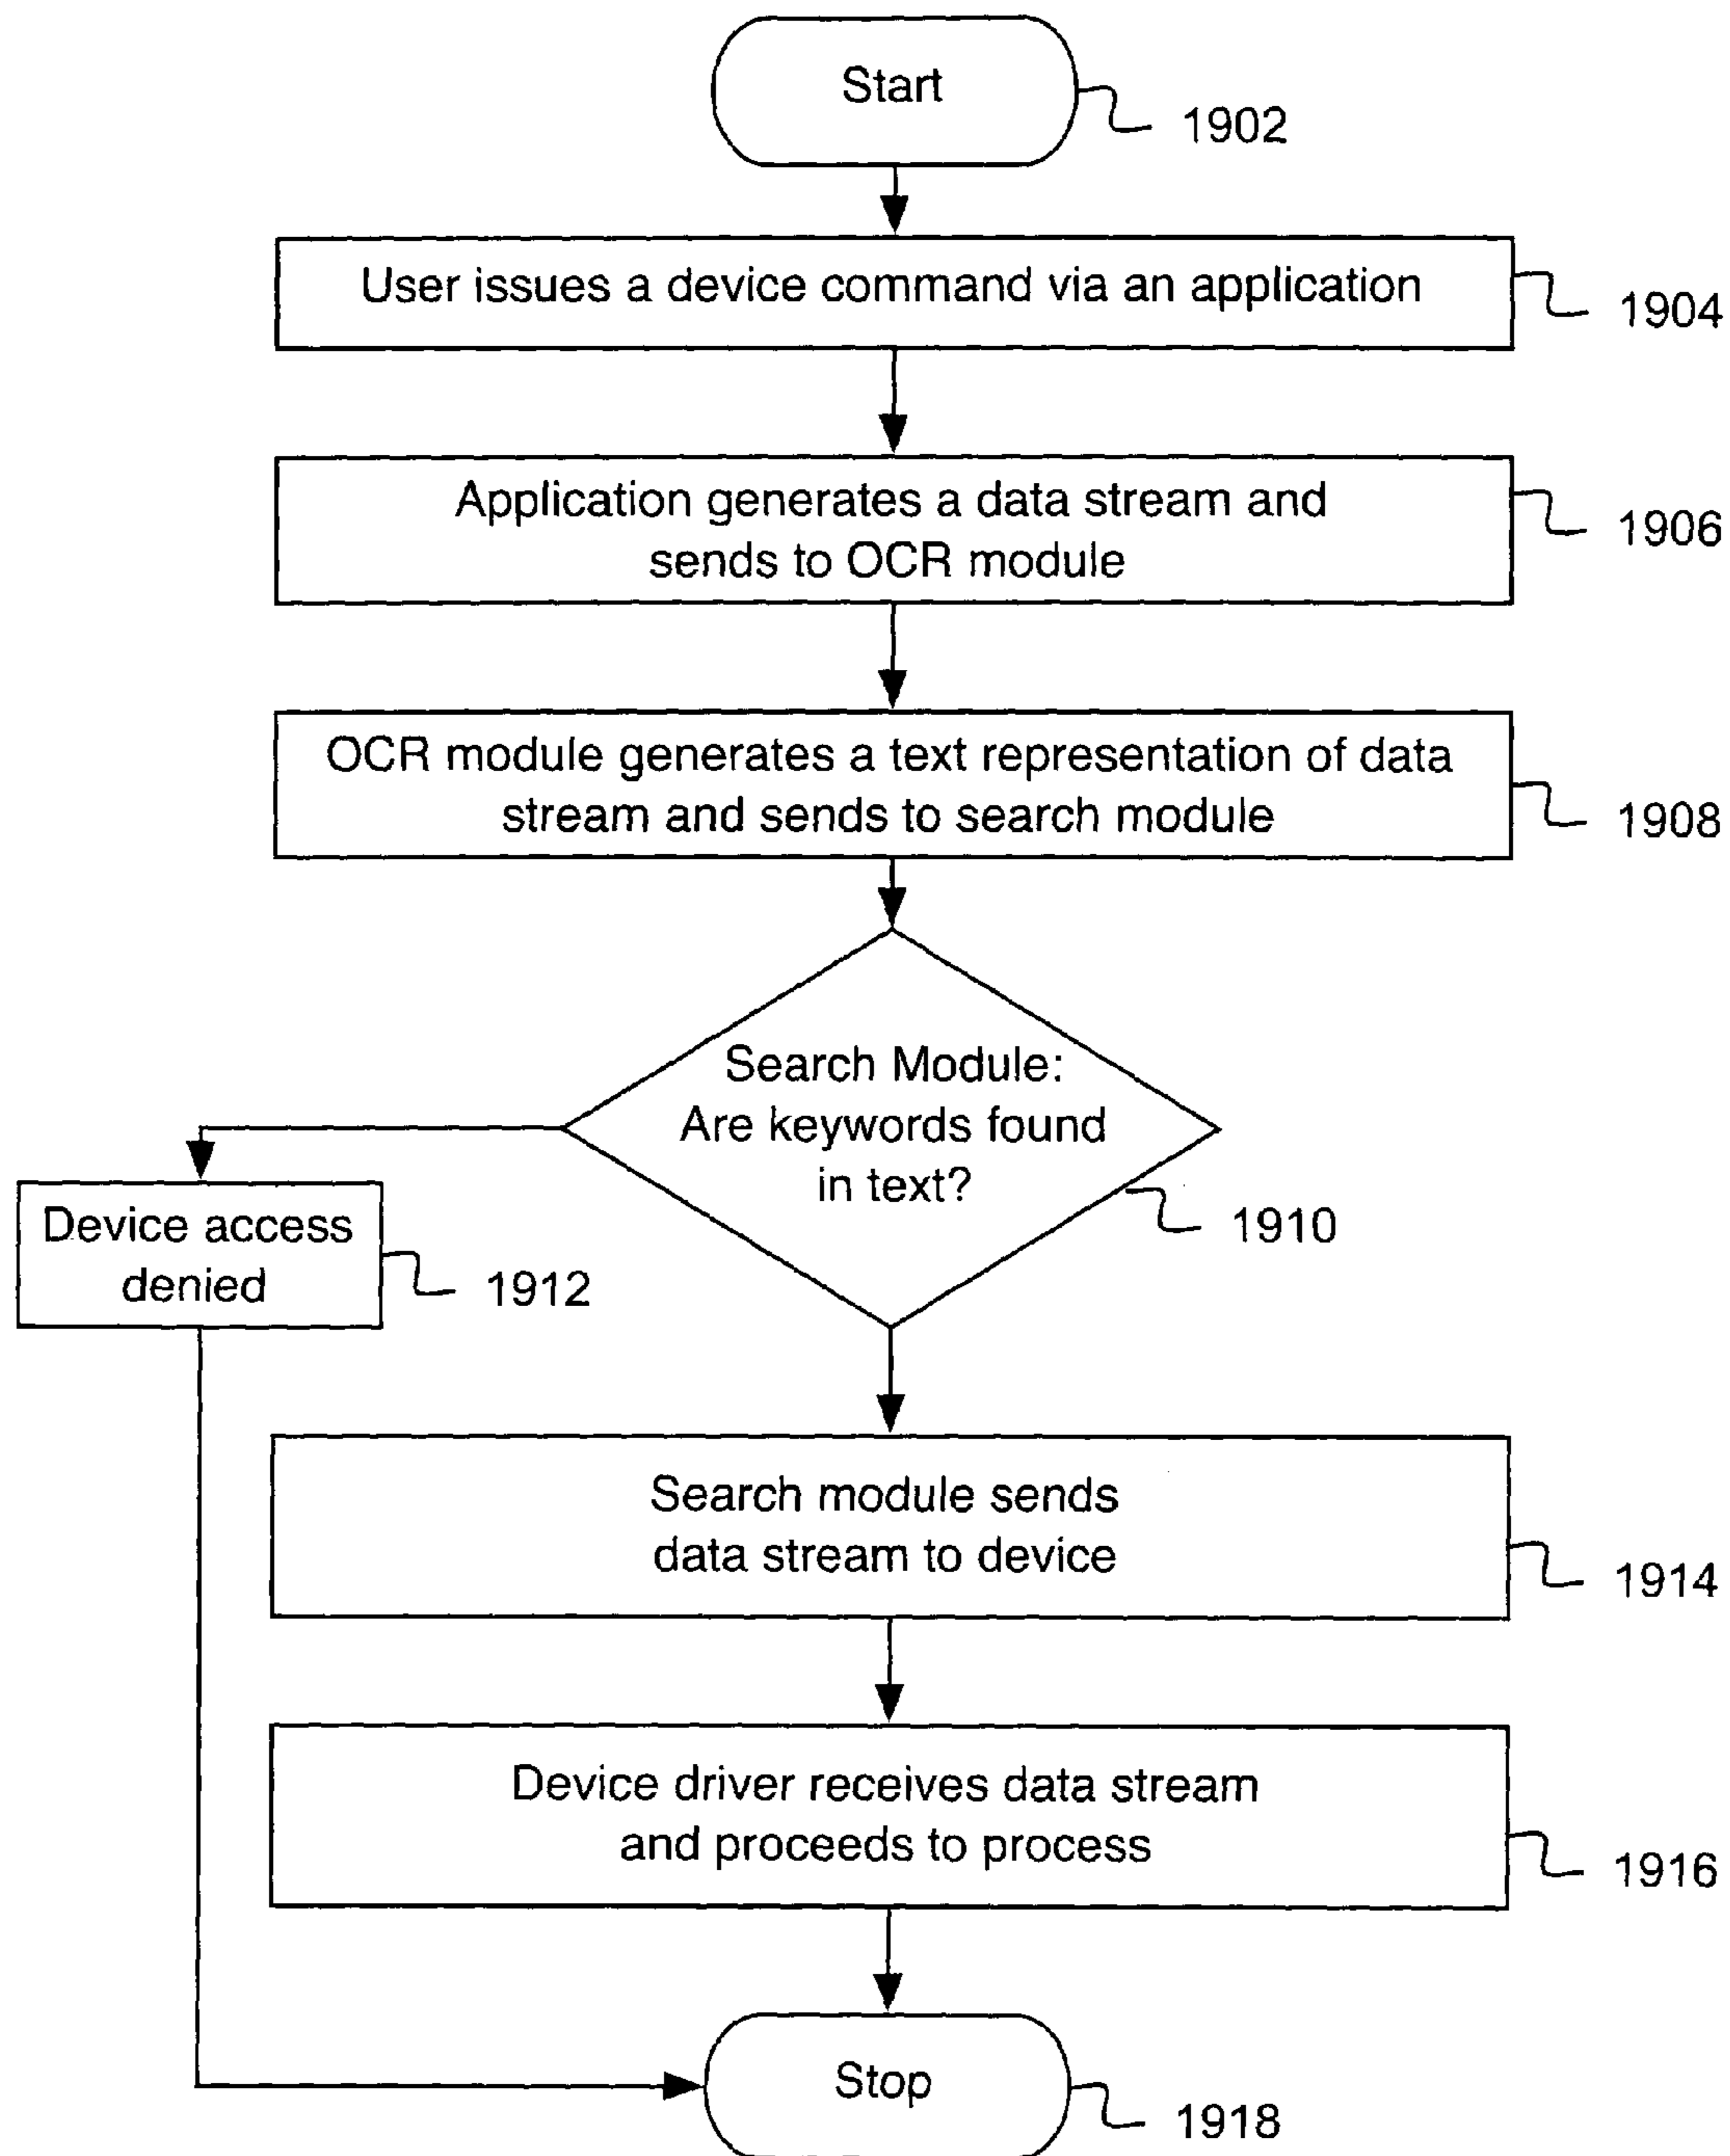 Start
1902
User issues a device command via an application
1904
Application generates a data stream and
sends to OCR module
1906
OCR module generates a text representation of data
stream and sends to search module
1908
Search Module:
Are keywords found
in text?
1910
Device access
denied
1912
Search module sends
data stream to device
1914
Device driver receives data stream
and proceeds to process
1916
Stop
1918